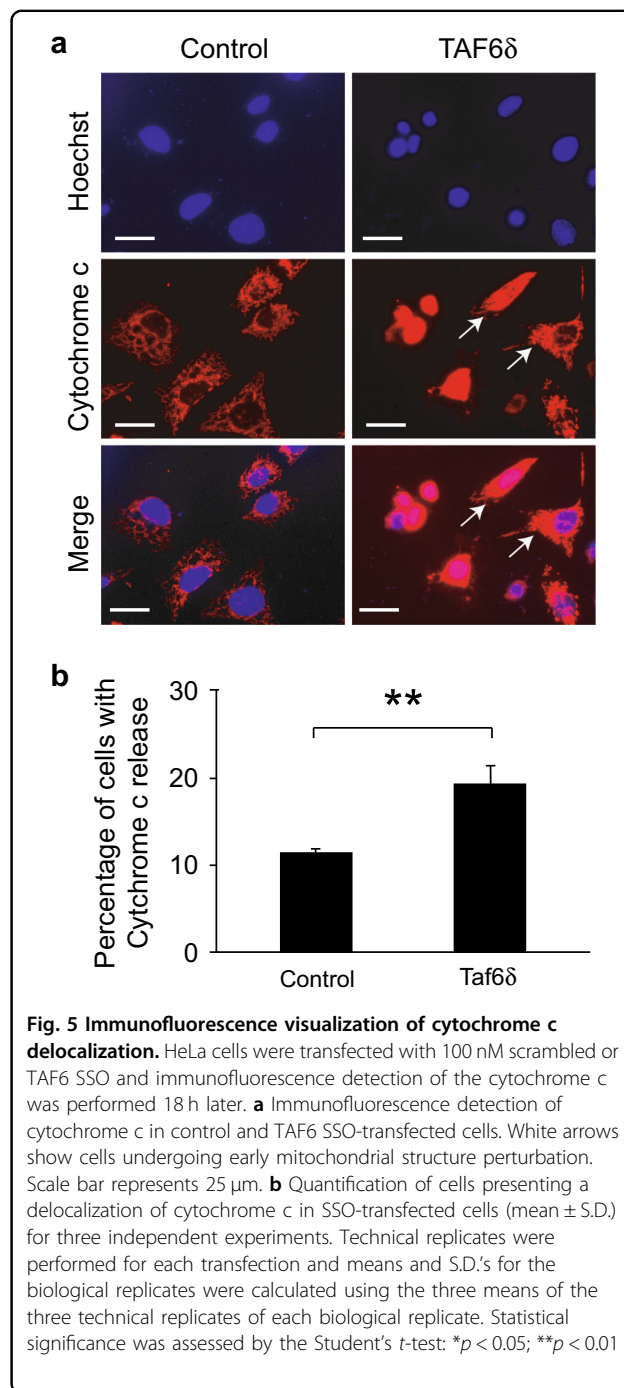 a
Control
TAF6δ
Hoechst
Cytochrome c
Merge
b
Percentage of cells with
Cytchrome c release
30
20
10
0
**
Control
Taf6δ
Fig. 5 Immunofluorescence visualization of cytochrome c
delocalization. HeLa cells were transfected with 100 nM scrambled or
TAF6 SSO and immunofluorescence detection of the cytochrome c
was performed 18 h later. a Immunofluorescence detection of
cytochrome c in control and TAF6 SSO-transfected cells. White arrows
show cells undergoing early mitochondrial structure perturbation.
Scale bar represents 25 μm. b Quantification of cells presenting a
delocalization of cytochrome c in SSO-transfected cells (mean ± S.D.)
for three independent experiments. Technical replicates were
performed for each transfection and means and S.D.'s for the
biological replicates were calculated using the three means of the
three technical replicates of each biological replicate. Statistical
significance was assessed by the Student's t-test: *p < 0.05; **p < 0.01